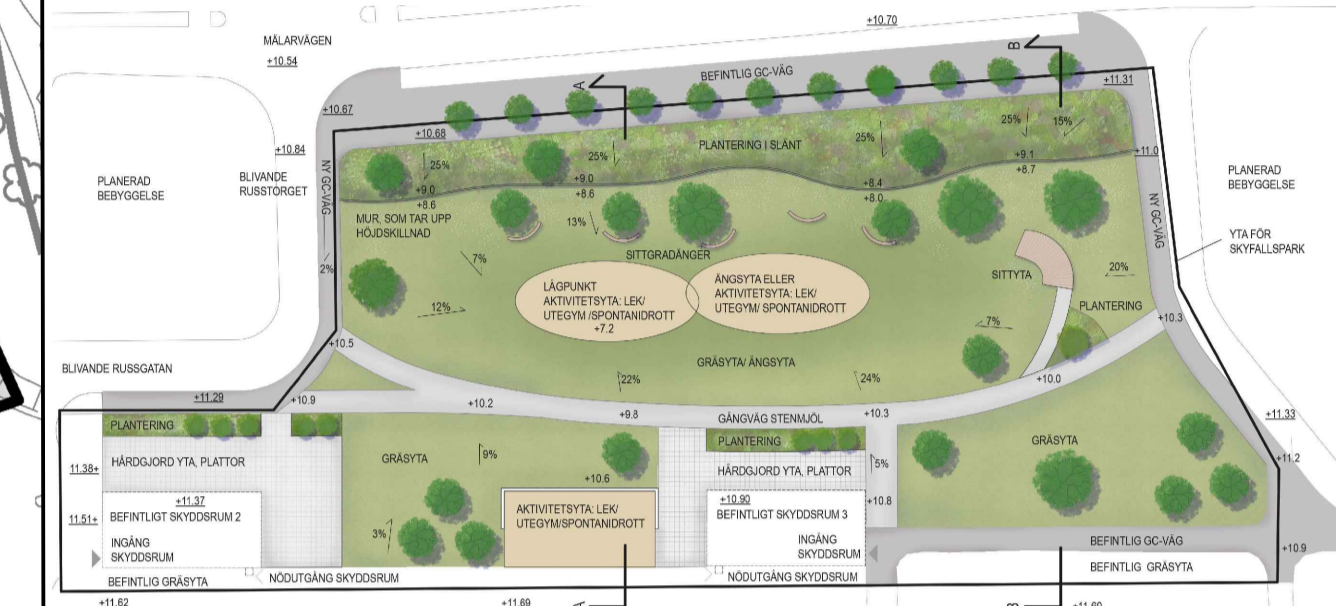 +10.70
MÄLARVÄGEN
+10.54
B
A
BEFINTLIG GC-VÄG
+11.31
+10.67
+10.68
+10.84
25%
25%
PLANTERING I SLÄNT
25%
25%
15%
+11.0
+9.1
+8.7
PLANERAD
BEBYGGELSE
BLIVANDE
RUSSTORGET
NY GC-VÄG
2%
+9.0
+8.6
+9.0
+8.6
+8.4
+8.0
PLANERAD
BEBYGGELSE
NY GC-VÄG
MUR, SOM TAR UPP
HÖJDSKILLNAD
13%
YTA FÖR
SKYFALLSPARK
7%
SITTGRADÄNGER
SITTYTA
20%
12%
LÅGPUNKT
AKTIVITETSYTA: LEK/
UTEGYM /SPONTANIDROTT
+7.2
ÄNGSYTA ELLER
AKTIVITETSYTA: LEK/
UTEGYM/ SPONTANIDROTT
PLANTERING
7%
+10.3
+10.5
GRÄSYTA/ ÄNGSYTA
BLIVANDE RUSSGATAN
22%
24%
+10.0
+11.29
+10.9
+10.2
+9.8
GÅNGVÄG STENMJÖL
+10.3
+11.33
PLANTERING
PLANTERING
GRÄSYTA
HÅRDGJORD YTA, PLATTOR
GRÄSYTA
9%
HÅRDGJORD YTA, PLATTOR
5%
+11.2
11.38+
+10.6
+11.37
BEFINTLIGT SKYDDSRUM 2
11.51+
AKTIVITETSYTA: LEK/
UTEGYM/SPONTANIDROTT
+10.90
BEFINTLIGT SKYDDSRUM 3
+10.8
3%
INGÅNG
SKYDDSRUM
INGÅNG
SKYDDSRUM
BEFINTLIG GC-VÄG
+10.9
BEFINTLIG GRÄSYTA
NÖDUTGÅNG SKYDDSRUM
NÖDUTGÅNG SKYDDSRUM
BEFINTLIG GRÄSYTA
+11.62
+11.69
A
B
+11.60